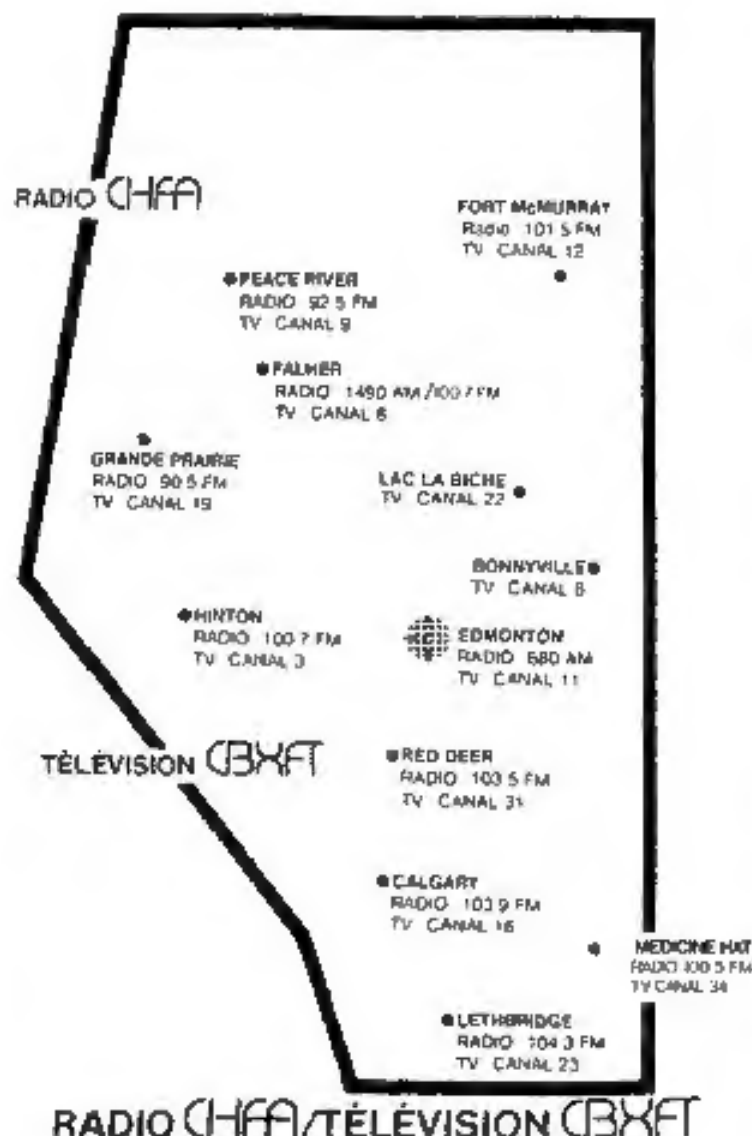 RADIO CHFA
FORT McMURRAY
Radio 101.5 FM
TV CANAL 12
PEACE RIVER
RADIO 92.5 FM
TV CANAL 9
FALHER
RADIO 1490 AM/100.7 FM
TV CANAL 6
GRANDE PRAIRIE
RADIO 90.5 FM
TV CANAL 19
LAC LA BICHE
TV CANAL 22
BONNYVILLE
TV CANAL 6
HINTON
RADIO 100.7 FM
TV CANAL 3
EDMONTON
RADIO 680 AM
TV CANAL 11
TÉLÉVISION CBXFT
RED DEER
RADIO 103.5 FM
TV CANAL 31
CALGARY
RADIO 103.9 FM
TV CANAL 16
MEDICINE HAT
RADIO 100.5 FM
TV CANAL 34
LETHBRIDGE
RADIO 104.3 FM
TV CANAL 23
RADIO CHFA/TÉLÉVISION CBXFT